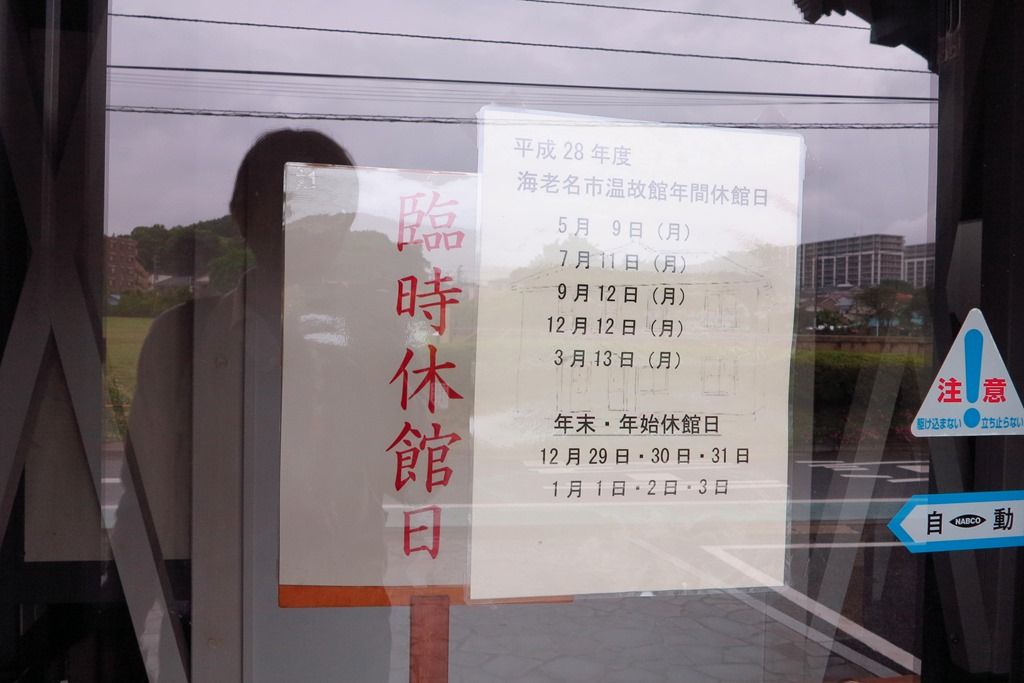 臨時休館日
平成28年度
海老名市温故館年間休館日
5月 9日(月)
7月11日(月)
9月12日(月)
12月12日(月)
3月13日(月)
年末・年始休館日
12月29日・30日・31日
1月1日・2日・3日
注!意
駆け込まない 立ち止らない
自 NABCO 動